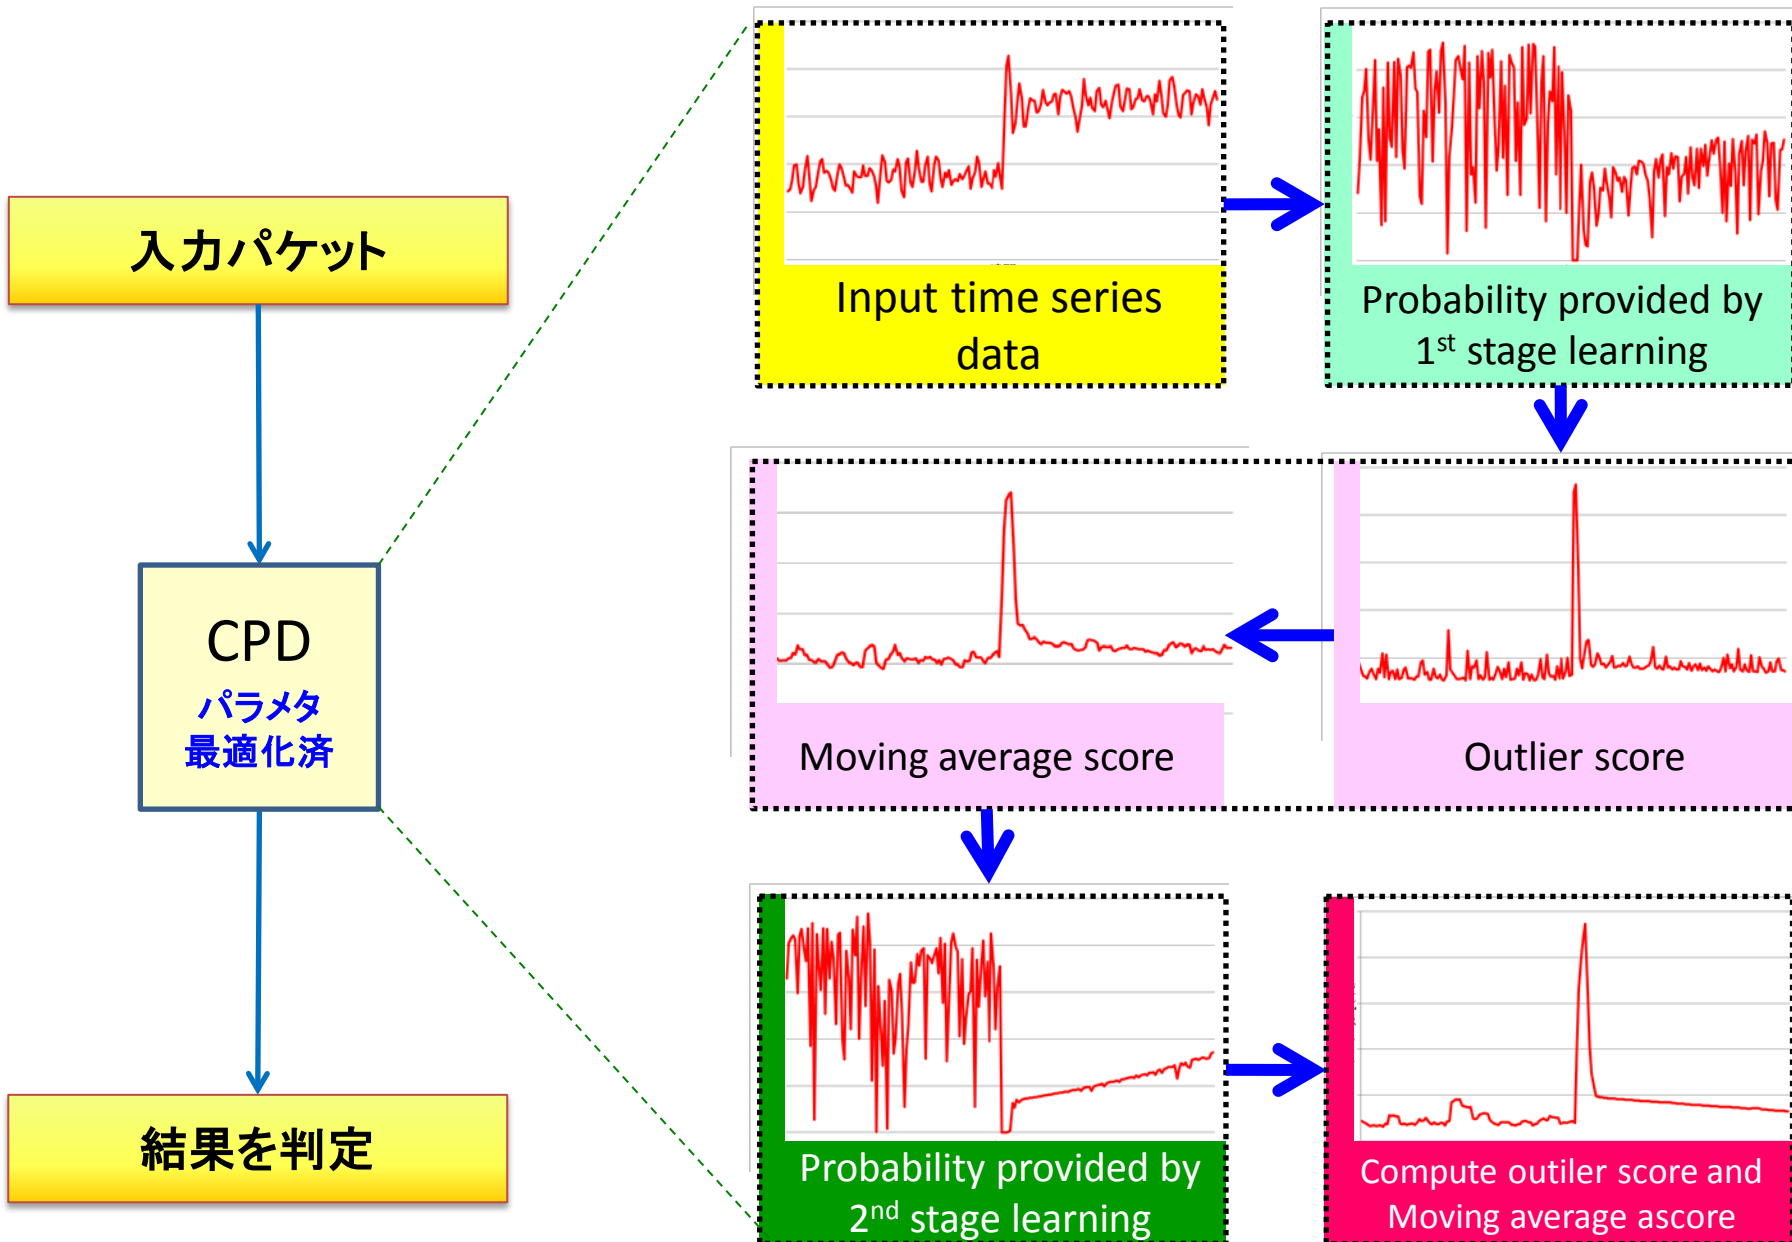 入力パケット
CPD
パラメタ
最適化済
結果を判定
Input time series
data
Probability provided by
1st stage learning
Moving average score
Outlier score
Probability provided by
2nd stage learning
Compute outiler score and
Moving average ascore